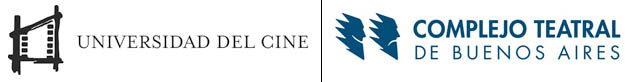 UNIVERSIDAD DEL CINE
COMPLEJO TEATRAL
DE BUENOS AIRES